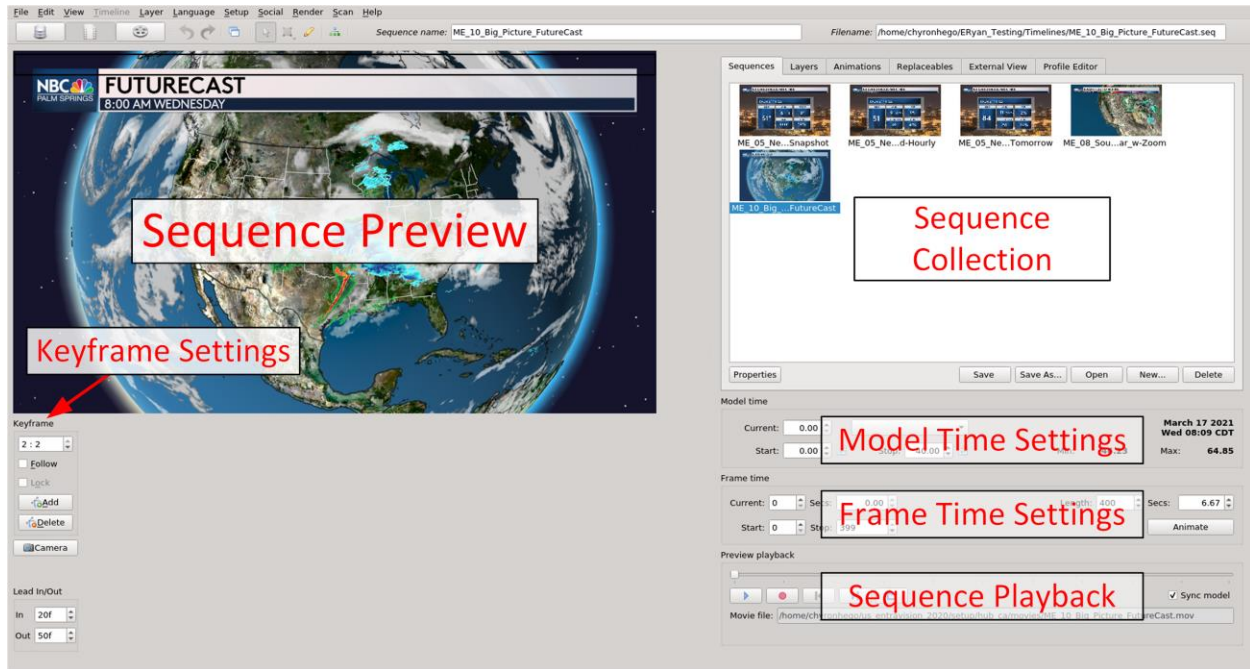 File Edit View Timeline Layer Language Setup Social Render Scan Help
Sequence name: ME_10_Big_Picture_FutureCast Filename: /home/chyronhego/ERyan_Testing/Timelines/ME_10_Big_Picture_FutureCast.seq
NBC
PALM SPRINGS
FUTURECAST
8:00 AM WEDNESDAY
Sequence Preview
Keyframe Settings
Keyframe
2 : 2
Follow
Lock
Add
Delete
Camera
Lead In/Out
In 20f
Out 50f
Sequences Layers Animations Replaceables External View Profile Editor
ME_05_Ne...Snapshot ME_05_Ne...d-Hourly ME_05_Ne...Tomorrow ME_08_Sou...ar_w-Zoom
ME_10_Big_...FutureCast
Sequence
Collection
Properties Save Save As... Open New... Delete
Model time
Current: 0.00
March 17 2021
Wed 08:09 CDT
Model Time Settings
Start: 0.00 Stop: 40.00 Max: 64.85
Frame time
Current: 0 Secs: 0.00 Length: 400 Secs: 6.67
Frame Time Settings
Start: 0 Stop: 399 Animate
Preview playback
Sequence Playback
Sync model
Movie file: /home/chyronhego/us_entravision_2020/setup/hub_ca/movies/ME_10_Big_Picture_FutureCast.mov